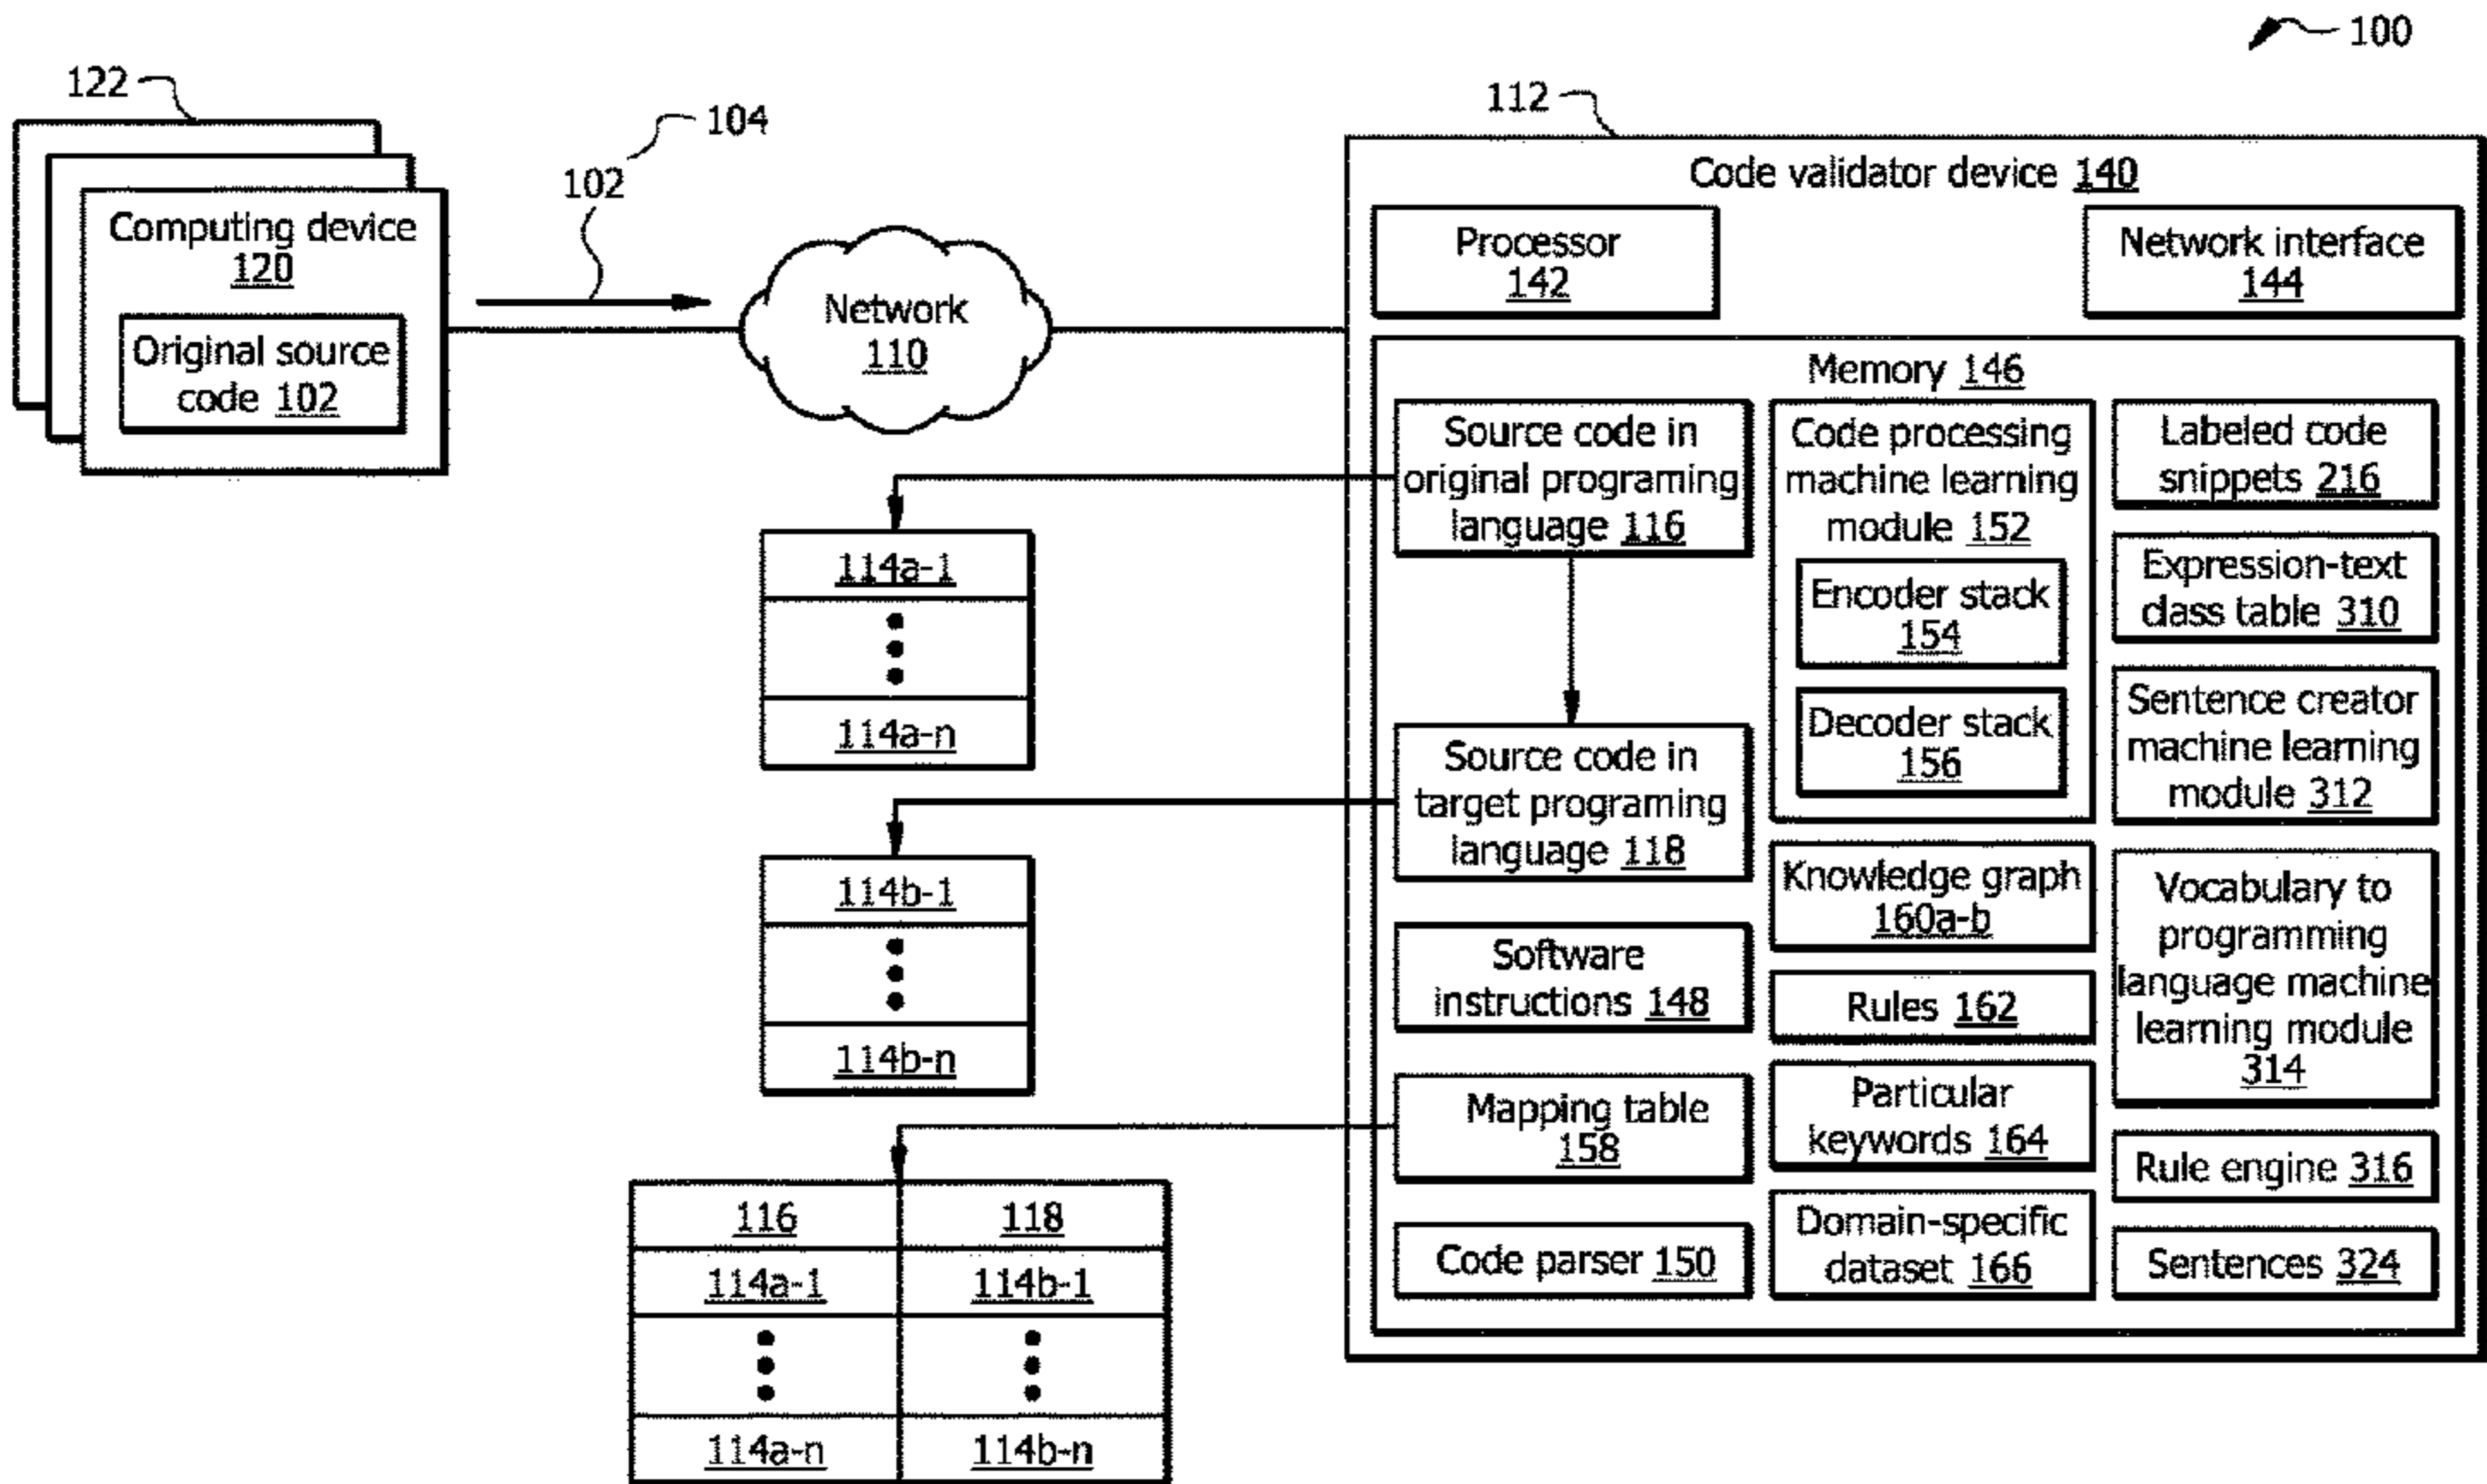 100
122
104
102
Computing device
120
Original source
code 102
Network
110
112
Code validator device 140
Processor
142
Network interface
144
Memory 146
Source code in
original programing
language 116
Source code in
target programing
language 118
Software
instructions 148
Mapping table
158
Code parser 150
Code processing
machine learning
module 152
Encoder stack
154
Decoder stack
156
Knowledge graph
160a-b
Rules 162
Particular
keywords 164
Domain-specific
dataset 166
Labeled code
snippets 216
Expression-text
class table 310
Sentence creator
machine learning
module 312
Vocabulary to
programming
language machine
learning module
314
Rule engine 316
Sentences 324
114a-1
114a-n
114b-1
114b-n
116 118
114a-1 114b-1
114a-n 114b-n